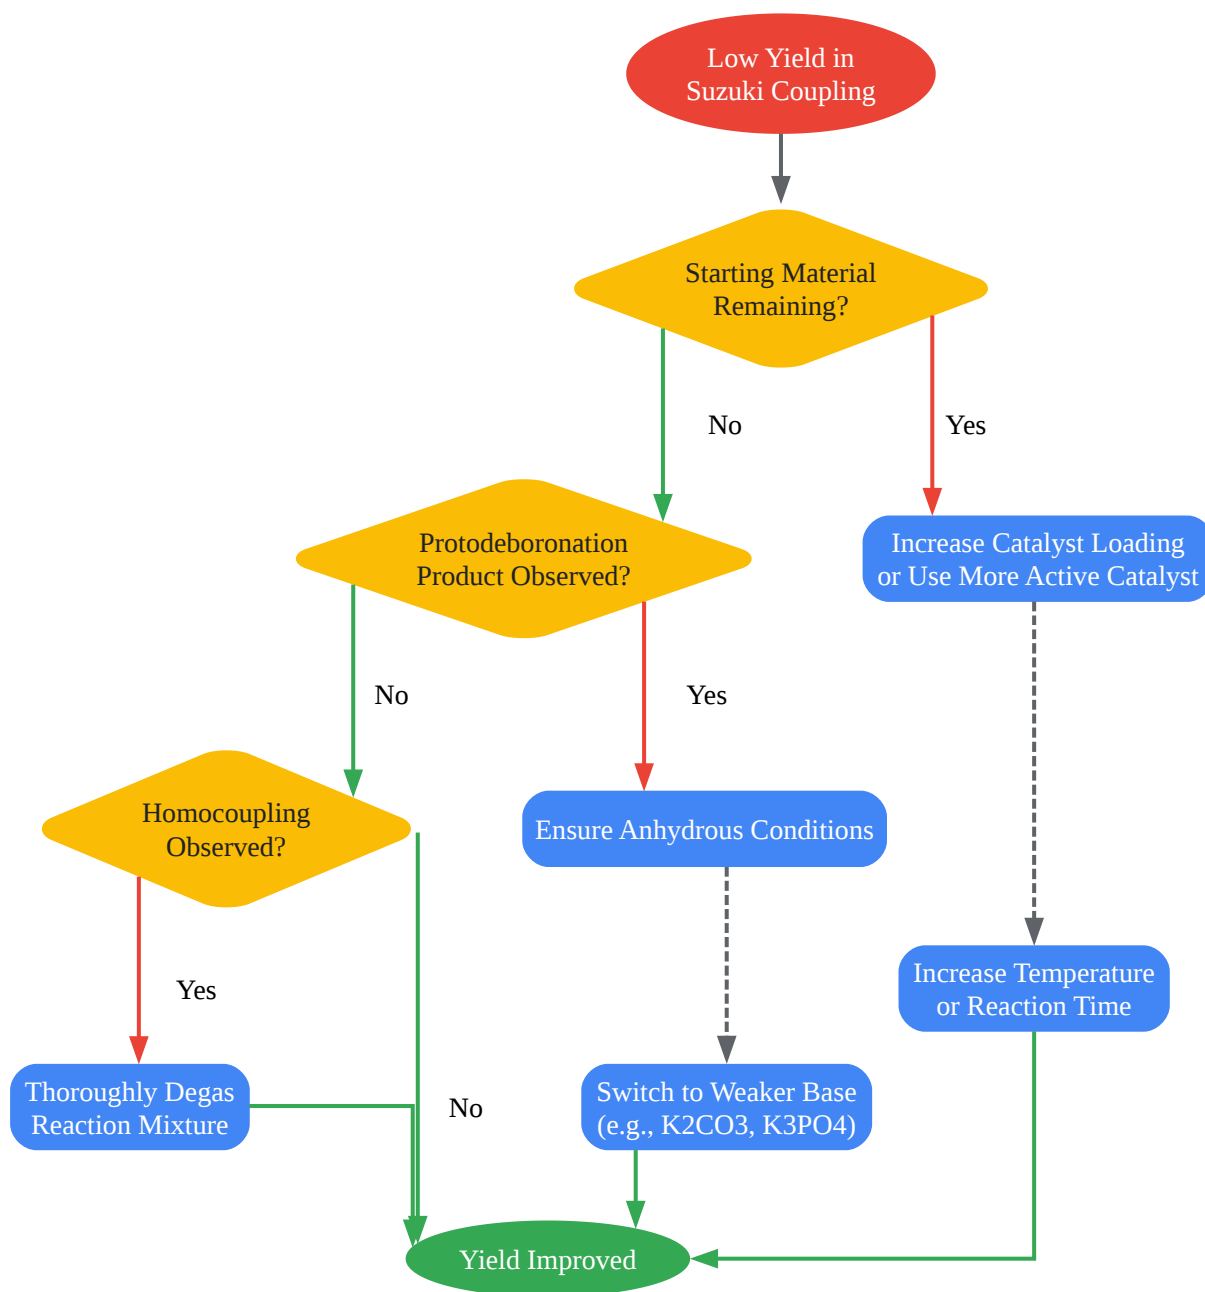 Low Yield in
Suzuki Coupling
Starting Material
Remaining?
No
Yes
Protodeboronation
Product Observed?
Increase Catalyst Loading
or Use More Active Catalyst
No
Yes
Homocoupling
Observed?
Ensure Anhydrous Conditions
Increase Temperature
or Reaction Time
Yes
Thoroughly Degas
Reaction Mixture
No
Switch to Weaker Base
(e.g., K2CO3, K3PO4)
Yield Improved